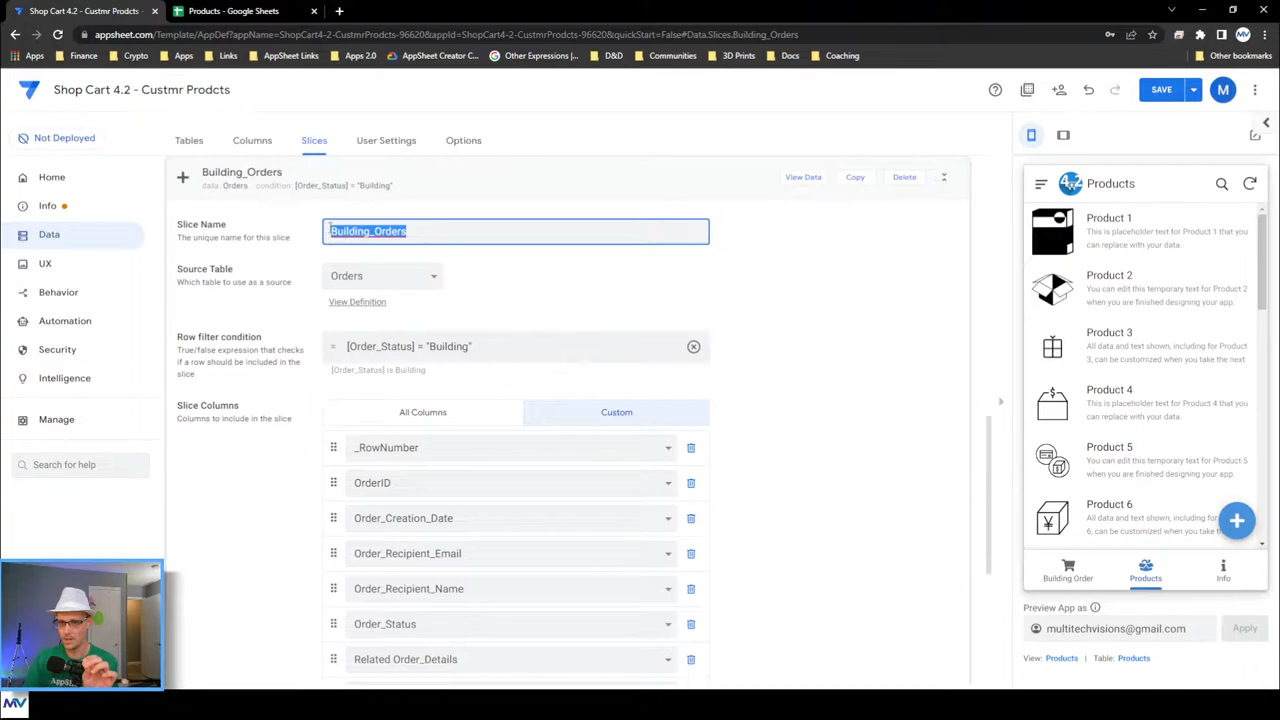 Shop Cart 4.2 - Custmr Prodcts -
Products - Google Sheets
appsheet.com/Template/AppDef?appName=ShopCart4-2-CustmrProdcts-96620&appId=ShopCart4-2-CustmrProdcts-96620&quickStart=False#Data.Slices.Building_Orders
Apps
Finance
Crypto
Apps
Links
AppSheet Links
Apps 2.0
AppSheet Creator C...
Other Expressions |...
D&D
Communities
3D Prints
Docs
Coaching
Other bookmarks
Shop Cart 4.2 - Custmr Prodcts
SAVE
M
Not Deployed
Tables
Columns
Slices
User Settings
Options
Home
Info
Data
UX
Behavior
Automation
Security
Intelligence
Manage
Search for help
Building_Orders
data: Orders condition: [Order_Status] = "Building"
View Data
Copy
Delete
Slice Name
The unique name for this slice
Building_Orders
Source Table
Which table to use as a source
Orders
View Definition
Row filter condition
True/false expression that checks
if a row should be included in the
slice
= [Order_Status] = "Building"
[Order_Status] is Building
Slice Columns
Columns to include in the slice
All Columns
Custom
_RowNumber
OrderID
Order_Creation_Date
Order_Recipient_Email
Order_Recipient_Name
Order_Status
Related Order_Details
4.2
Products
Product 1
This is placeholder text for Product 1 that you
can replace with your data.
Product 2
You can edit this temporary text for Product 2
when you are finished designing your app.
Product 3
All data and text shown, including for Product
3, can be customized when you take the next
Product 4
This is placeholder text for Product 4 that you
can replace with your data.
Product 5
You can edit this temporary text for Product 5
when you are finished designing your app.
Product 6
All data and text shown, including for Product
6, can be customized when you take the next
Building Order
Products
Info
Preview App as
multitechvisions@gmail.com
Apply
View: Products | Table: Products
MV